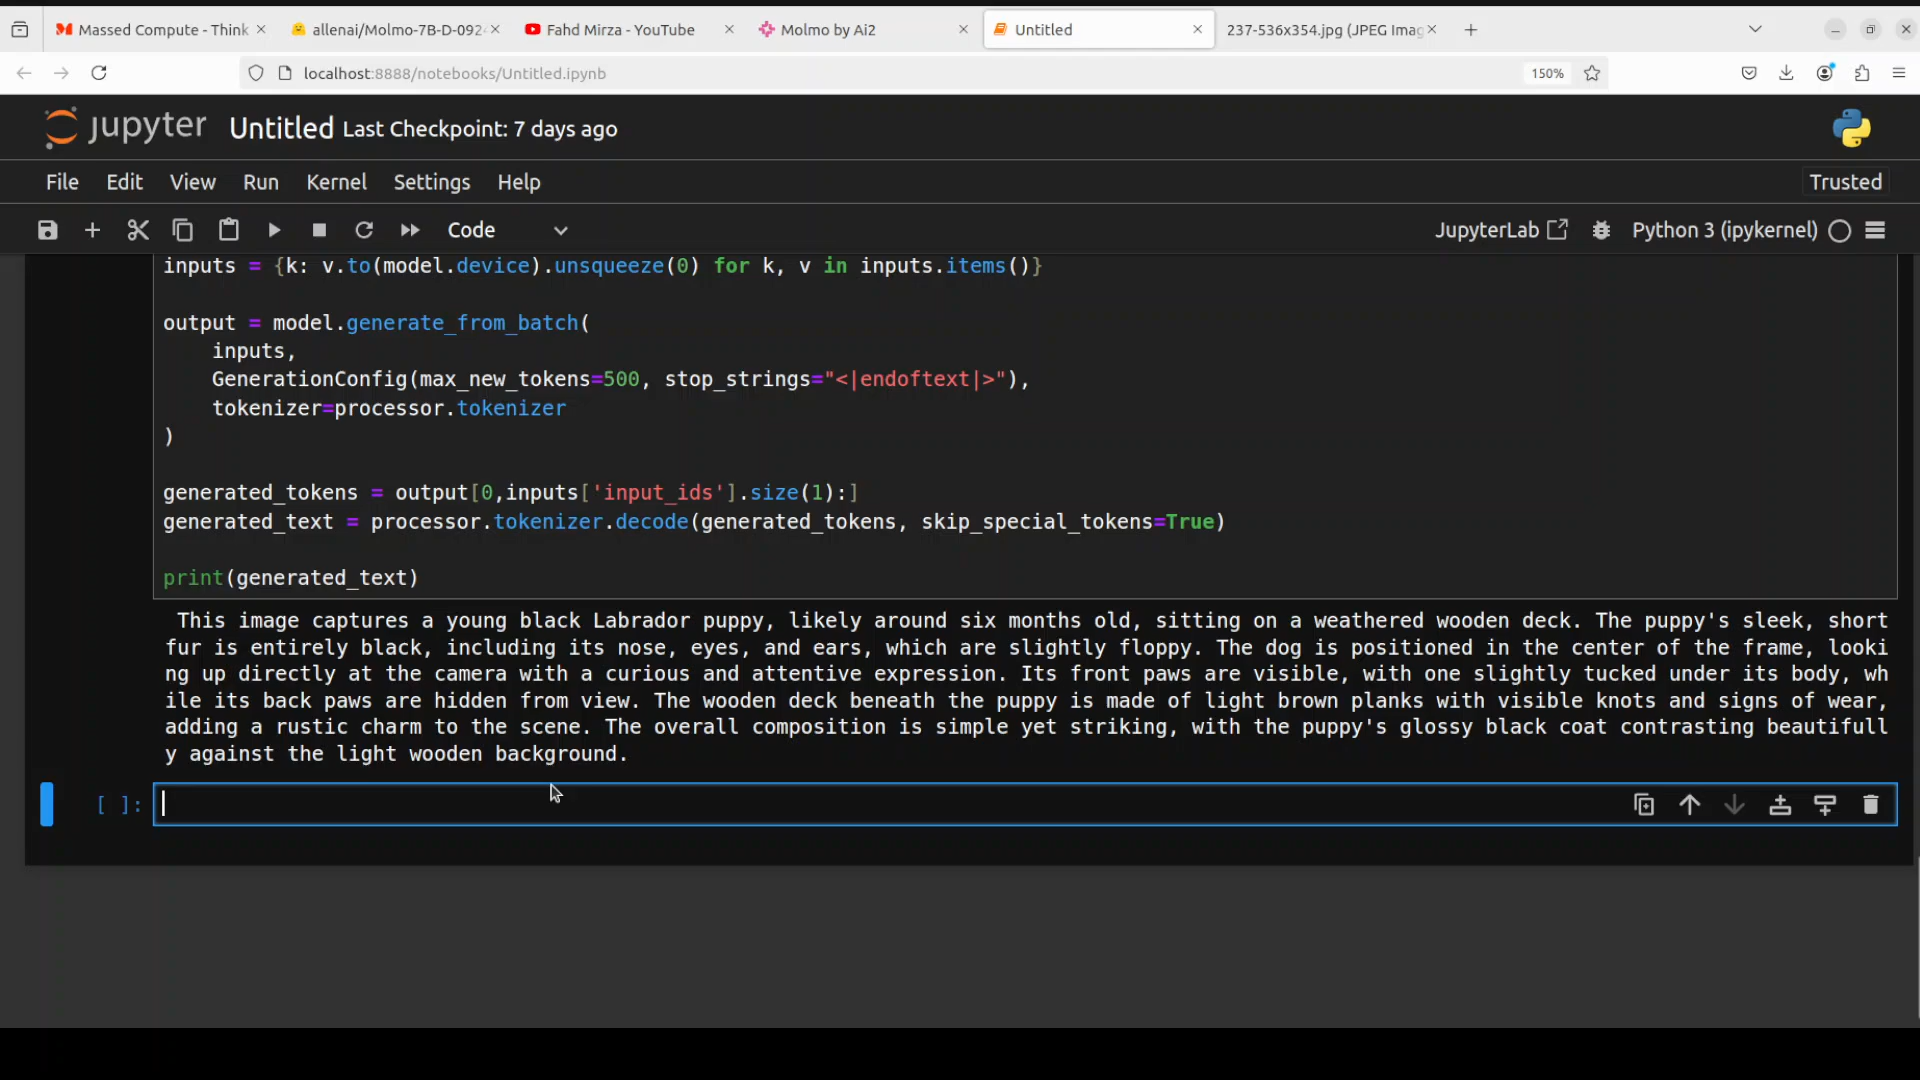 Massed Compute - Think
allenai/Molmo-7B-D-092
Fahd Mirza - YouTube
Molmo by Ai2
Untitled
237-536x354.jpg (JPEG Imag
localhost:8888/notebooks/Untitled.ipynb
150%
jupyter
Untitled Last Checkpoint: 7 days ago
File Edit View Run Kernel Settings Help
Trusted
Code
JupyterLab
Python 3 (ipykernel)
inputs = {k: v.to(model.device).unsqueeze(0) for k, v in inputs.items()}
output = model.generate_from_batch(
    inputs,
    GenerationConfig(max_new_tokens=500, stop_strings="<|endoftext|>"),
    tokenizer=processor.tokenizer
)
generated_tokens = output[0,inputs['input_ids'].size(1):]
generated_text = processor.tokenizer.decode(generated_tokens, skip_special_tokens=True)
print(generated_text)
This image captures a young black Labrador puppy, likely around six months old, sitting on a weathered wooden deck. The puppy's sleek, short
fur is entirely black, including its nose, eyes, and ears, which are slightly floppy. The dog is positioned in the center of the frame, looki
ng up directly at the camera with a curious and attentive expression. Its front paws are visible, with one slightly tucked under its body, wh
ile its back paws are hidden from view. The wooden deck beneath the puppy is made of light brown planks with visible knots and signs of wear,
adding a rustic charm to the scene. The overall composition is simple yet striking, with the puppy's glossy black coat contrasting beautifull
y against the light wooden background.
[ ]: